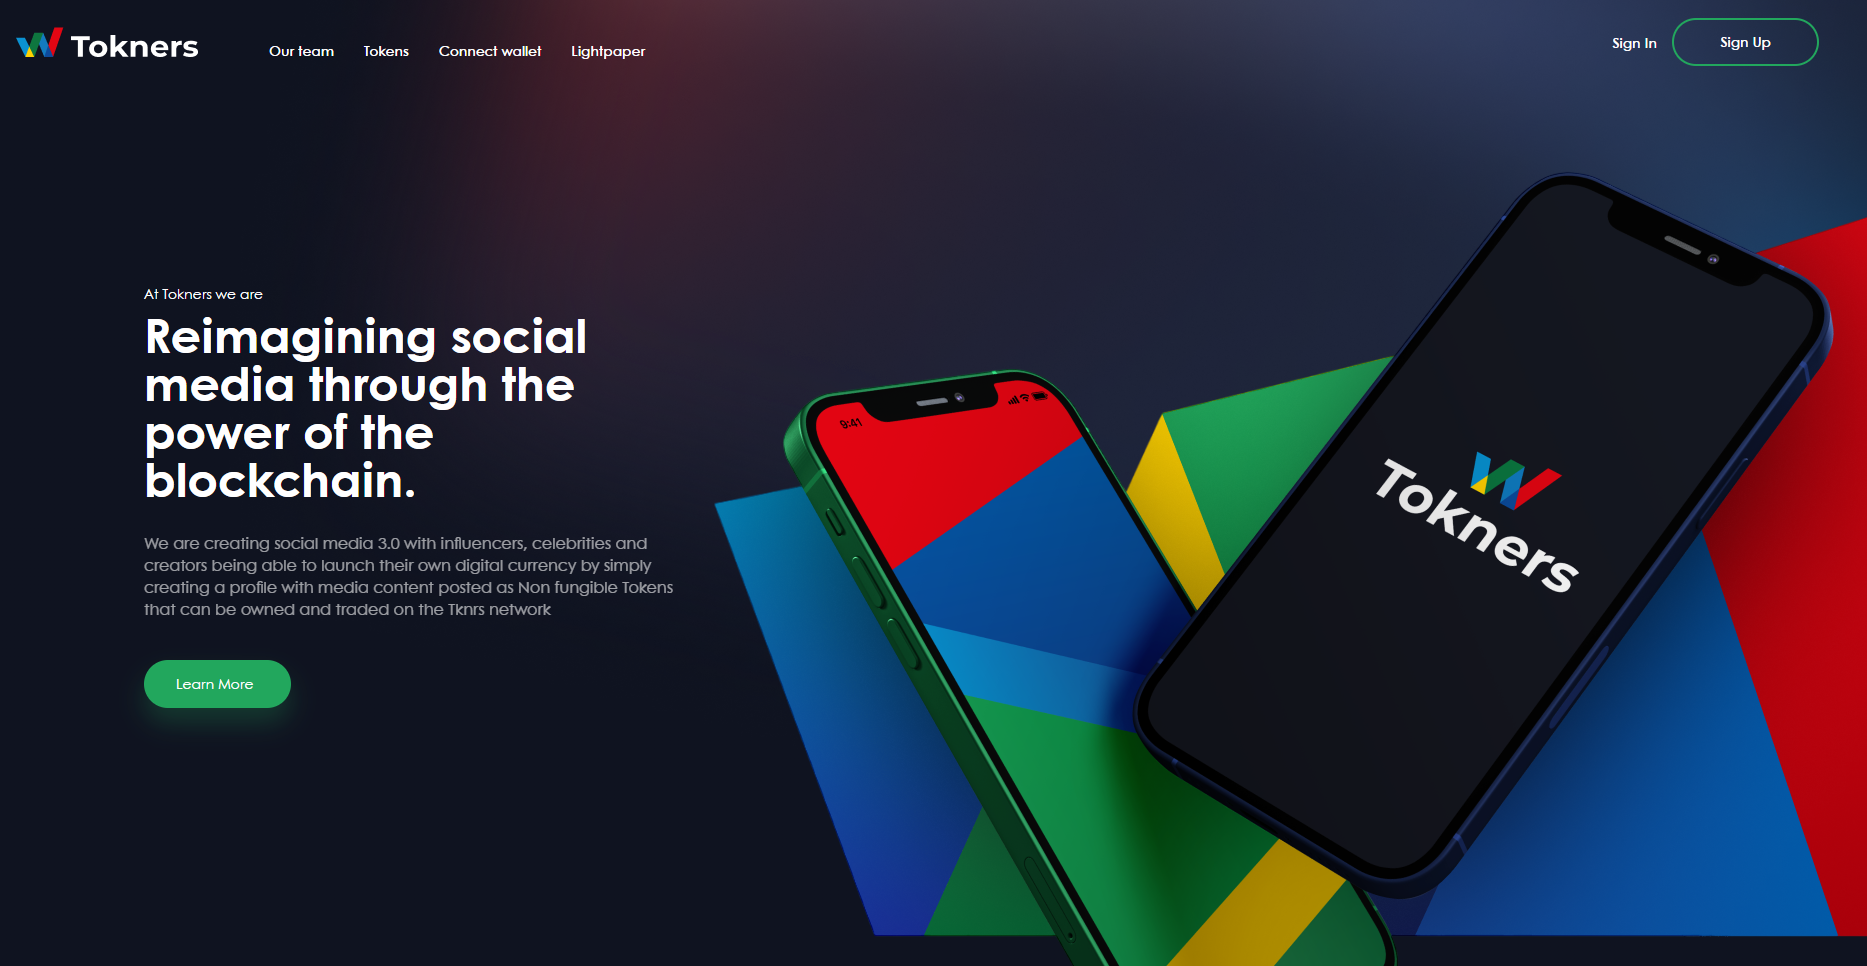 Tokners
Our team
Tokens
Connect wallet
Lightpaper
Sign In
Sign Up
At Tokners we are
Reimagining social
media through the
power of the
blockchain.
We are creating social media 3.0 with influencers, celebrities and
creators being able to launch their own digital currency by simply
creating a profile with media content posted as Non fungible Tokens
that can be owned and traded on the Tknrs network
Learn More
9:41
Tokners